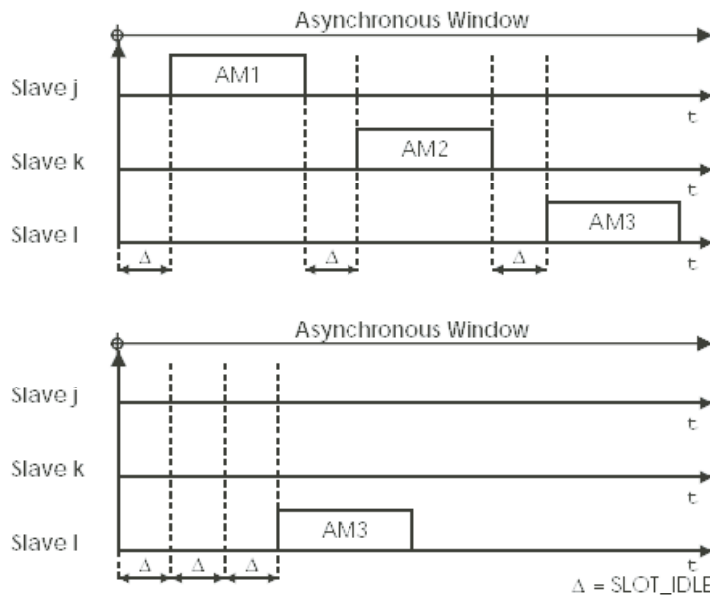 Asynchronous Window
Slave j
AM1
t
Slave k
AM2
t
Slave l
AM3
t
Δ Δ Δ
Asynchronous Window
Slave j
t
Slave k
t
Slave l
AM3
t
Δ Δ Δ
Δ = SLOT_IDLE